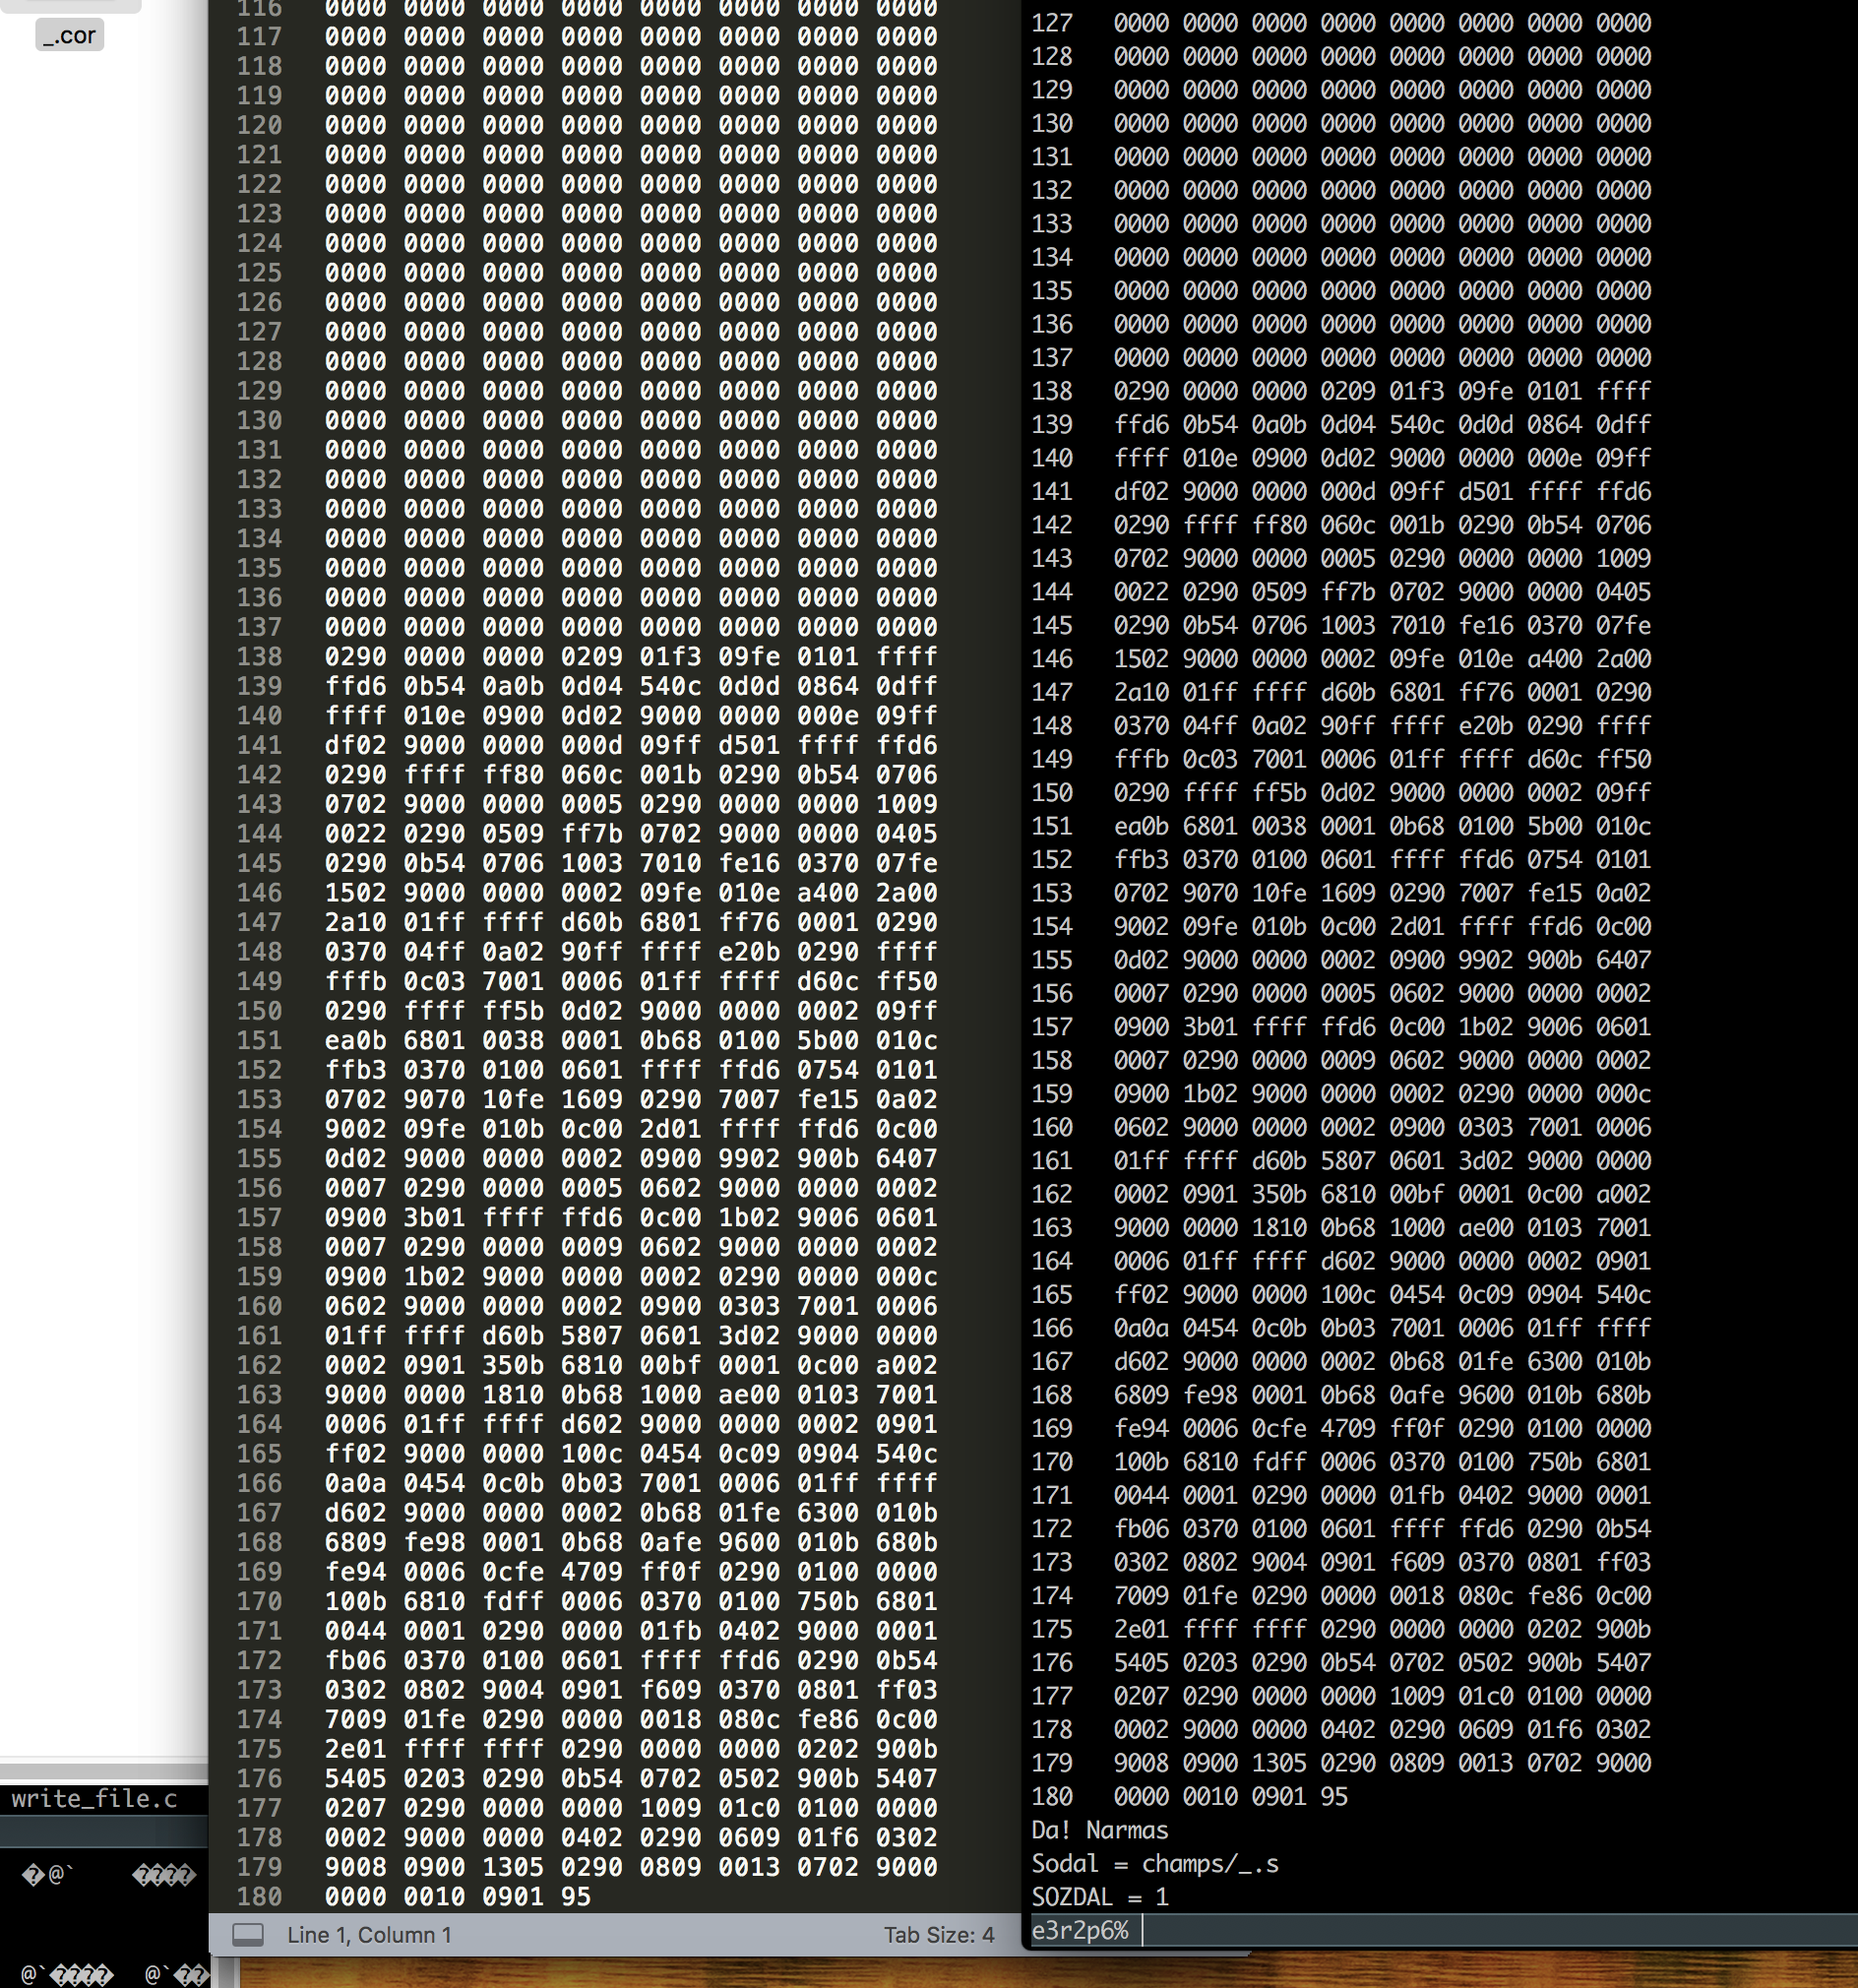 _.cor
116 0000 0000 0000 0000 0000 0000 0000 0000
117 0000 0000 0000 0000 0000 0000 0000 0000
118 0000 0000 0000 0000 0000 0000 0000 0000
119 0000 0000 0000 0000 0000 0000 0000 0000
120 0000 0000 0000 0000 0000 0000 0000 0000
121 0000 0000 0000 0000 0000 0000 0000 0000
122 0000 0000 0000 0000 0000 0000 0000 0000
123 0000 0000 0000 0000 0000 0000 0000 0000
124 0000 0000 0000 0000 0000 0000 0000 0000
125 0000 0000 0000 0000 0000 0000 0000 0000
126 0000 0000 0000 0000 0000 0000 0000 0000
127 0000 0000 0000 0000 0000 0000 0000 0000
128 0000 0000 0000 0000 0000 0000 0000 0000
129 0000 0000 0000 0000 0000 0000 0000 0000
130 0000 0000 0000 0000 0000 0000 0000 0000
131 0000 0000 0000 0000 0000 0000 0000 0000
132 0000 0000 0000 0000 0000 0000 0000 0000
133 0000 0000 0000 0000 0000 0000 0000 0000
134 0000 0000 0000 0000 0000 0000 0000 0000
135 0000 0000 0000 0000 0000 0000 0000 0000
136 0000 0000 0000 0000 0000 0000 0000 0000
137 0000 0000 0000 0000 0000 0000 0000 0000
138 0290 0000 0000 0209 01f3 09fe 0101 ffff
139 ffd6 0b54 0a0b 0d04 540c 0d0d 0864 0dff
140 ffff 010e 0900 0d02 9000 0000 000e 09ff
141 df02 9000 0000 000d 09ff d501 ffff ffd6
142 0290 ffff ff80 060c 001b 0290 0b54 0706
143 0702 9000 0000 0005 0290 0000 0000 1009
144 0022 0290 0509 ff7b 0702 9000 0000 0405
145 0290 0b54 0706 1003 7010 fe16 0370 07fe
146 1502 9000 0000 0002 09fe 010e a400 2a00
147 2a10 01ff ffff d60b 6801 ff76 0001 0290
148 0370 04ff 0a02 90ff ffff e20b 0290 ffff
149 fffb 0c03 7001 0006 01ff ffff d60c ff50
150 0290 ffff ff5b 0d02 9000 0000 0002 09ff
151 ea0b 6801 0038 0001 0b68 0100 5b00 010c
152 ffb3 0370 0100 0601 ffff ffd6 0754 0101
153 0702 9070 10fe 1609 0290 7007 fe15 0a02
154 9002 09fe 010b 0c00 2d01 ffff ffd6 0c00
155 0d02 9000 0000 0002 0900 9902 900b 6407
156 0007 0290 0000 0005 0602 9000 0000 0002
157 0900 3b01 ffff ffd6 0c00 1b02 9006 0601
158 0007 0290 0000 0009 0602 9000 0000 0002
159 0900 1b02 9000 0000 0002 0290 0000 000c
160 0602 9000 0000 0002 0900 0303 7001 0006
161 01ff ffff d60b 5807 0601 3d02 9000 0000
162 0002 0901 350b 6810 00bf 0001 0c00 a002
163 9000 0000 1810 0b68 1000 ae00 0103 7001
164 0006 01ff ffff d602 9000 0000 0002 0901
165 ff02 9000 0000 100c 0454 0c09 0904 540c
166 0a0a 0454 0c0b 0b03 7001 0006 01ff ffff
167 d602 9000 0000 0002 0b68 01fe 6300 010b
168 6809 fe98 0001 0b68 0afe 9600 010b 680b
169 fe94 0006 0cfe 4709 ff0f 0290 0100 0000
170 100b 6810 fdff 0006 0370 0100 750b 6801
171 0044 0001 0290 0000 01fb 0402 9000 0001
172 fb06 0370 0100 0601 ffff ffd6 0290 0b54
173 0302 0802 9004 0901 f609 0370 0801 ff03
174 7009 01fe 0290 0000 0018 080c fe86 0c00
175 2e01 ffff ffff 0290 0000 0000 0202 900b
176 5405 0203 0290 0b54 0702 0502 900b 5407
177 0207 0290 0000 0000 1009 01c0 0100 0000
178 0002 9000 0000 0402 0290 0609 01f6 0302
179 9008 0900 1305 0290 0809 0013 0702 9000
180 0000 0010 0901 95
Line 1, Column 1 Tab Size: 4
127 0000 0000 0000 0000 0000 0000 0000 0000
128 0000 0000 0000 0000 0000 0000 0000 0000
129 0000 0000 0000 0000 0000 0000 0000 0000
130 0000 0000 0000 0000 0000 0000 0000 0000
131 0000 0000 0000 0000 0000 0000 0000 0000
132 0000 0000 0000 0000 0000 0000 0000 0000
133 0000 0000 0000 0000 0000 0000 0000 0000
134 0000 0000 0000 0000 0000 0000 0000 0000
135 0000 0000 0000 0000 0000 0000 0000 0000
136 0000 0000 0000 0000 0000 0000 0000 0000
137 0000 0000 0000 0000 0000 0000 0000 0000
138 0290 0000 0000 0209 01f3 09fe 0101 ffff
139 ffd6 0b54 0a0b 0d04 540c 0d0d 0864 0dff
140 ffff 010e 0900 0d02 9000 0000 000e 09ff
141 df02 9000 0000 000d 09ff d501 ffff ffd6
142 0290 ffff ff80 060c 001b 0290 0b54 0706
143 0702 9000 0000 0005 0290 0000 0000 1009
144 0022 0290 0509 ff7b 0702 9000 0000 0405
145 0290 0b54 0706 1003 7010 fe16 0370 07fe
146 1502 9000 0000 0002 09fe 010e a400 2a00
147 2a10 01ff ffff d60b 6801 ff76 0001 0290
148 0370 04ff 0a02 90ff ffff e20b 0290 ffff
149 fffb 0c03 7001 0006 01ff ffff d60c ff50
150 0290 ffff ff5b 0d02 9000 0000 0002 09ff
151 ea0b 6801 0038 0001 0b68 0100 5b00 010c
152 ffb3 0370 0100 0601 ffff ffd6 0754 0101
153 0702 9070 10fe 1609 0290 7007 fe15 0a02
154 9002 09fe 010b 0c00 2d01 ffff ffd6 0c00
155 0d02 9000 0000 0002 0900 9902 900b 6407
156 0007 0290 0000 0005 0602 9000 0000 0002
157 0900 3b01 ffff ffd6 0c00 1b02 9006 0601
158 0007 0290 0000 0009 0602 9000 0000 0002
159 0900 1b02 9000 0000 0002 0290 0000 000c
160 0602 9000 0000 0002 0900 0303 7001 0006
161 01ff ffff d60b 5807 0601 3d02 9000 0000
162 0002 0901 350b 6810 00bf 0001 0c00 a002
163 9000 0000 1810 0b68 1000 ae00 0103 7001
164 0006 01ff ffff d602 9000 0000 0002 0901
165 ff02 9000 0000 100c 0454 0c09 0904 540c
166 0a0a 0454 0c0b 0b03 7001 0006 01ff ffff
167 d602 9000 0000 0002 0b68 01fe 6300 010b
168 6809 fe98 0001 0b68 0afe 9600 010b 680b
169 fe94 0006 0cfe 4709 ff0f 0290 0100 0000
170 100b 6810 fdff 0006 0370 0100 750b 6801
171 0044 0001 0290 0000 01fb 0402 9000 0001
172 fb06 0370 0100 0601 ffff ffd6 0290 0b54
173 0302 0802 9004 0901 f609 0370 0801 ff03
174 7009 01fe 0290 0000 0018 080c fe86 0c00
175 2e01 ffff ffff 0290 0000 0000 0202 900b
176 5405 0203 0290 0b54 0702 0502 900b 5407
177 0207 0290 0000 0000 1009 01c0 0100 0000
178 0002 9000 0000 0402 0290 0609 01f6 0302
179 9008 0900 1305 0290 0809 0013 0702 9000
180 0000 0010 0901 95
Da! Narmas
Sodal = champs/_.s
SOZDAL = 1
e3r2p6%
write_file.c
�@` ����
@`���� @`��